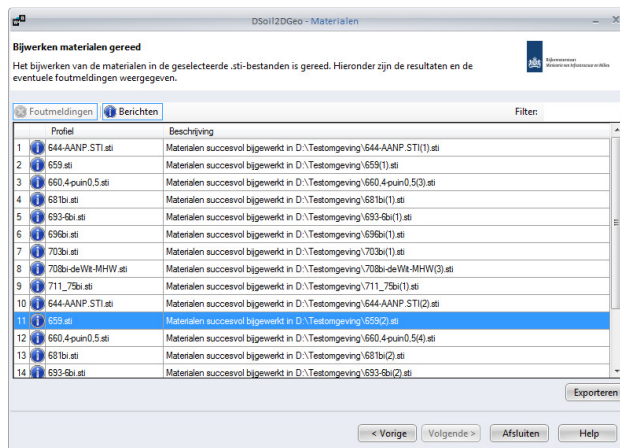 DSoil2DGeo - Materialen
Bijwerken materialen gereed
Het bijwerken van de materialen in de geselecteerde .sti-bestanden is gereed. Hieronder zijn de resultaten en de
eventuele foutmeldingen weergegeven.
Rijkswaterstaat
Ministerie van Infrastructuur en Milieu
Foutmeldingen Berichten Filter:
Profiel Beschrijving
1 644-AANP.STI.sti Materialen succesvol bijgewerkt in D:\Testomgeving\644-AANP.STI(1).sti
2 659.sti Materialen succesvol bijgewerkt in D:\Testomgeving\659(1).sti
3 660,4-puin0,5.sti Materialen succesvol bijgewerkt in D:\Testomgeving\660,4-puin0,5(3).sti
4 681bi.sti Materialen succesvol bijgewerkt in D:\Testomgeving\681bi(1).sti
5 693-6bi.sti Materialen succesvol bijgewerkt in D:\Testomgeving\693-6bi(1).sti
6 696bi.sti Materialen succesvol bijgewerkt in D:\Testomgeving\696bi(1).sti
7 703bi.sti Materialen succesvol bijgewerkt in D:\Testomgeving\703bi(1).sti
8 708bi-deWit-MHW.sti Materialen succesvol bijgewerkt in D:\Testomgeving\708bi-deWit-MHW(3).sti
9 711_75bi.sti Materialen succesvol bijgewerkt in D:\Testomgeving\711_75bi(1).sti
10 644-AANP.STI.sti Materialen succesvol bijgewerkt in D:\Testomgeving\644-AANP.STI(2).sti
11 659.sti Materialen succesvol bijgewerkt in D:\Testomgeving\659(2).sti
12 660,4-puin0,5.sti Materialen succesvol bijgewerkt in D:\Testomgeving\660,4-puin0,5(4).sti
13 681bi.sti Materialen succesvol bijgewerkt in D:\Testomgeving\681bi(2).sti
14 693-6bi.sti Materialen succesvol bijgewerkt in D:\Testomgeving\693-6bi(2).sti
Exporteren
< Vorige Volgende > Afsluiten Help